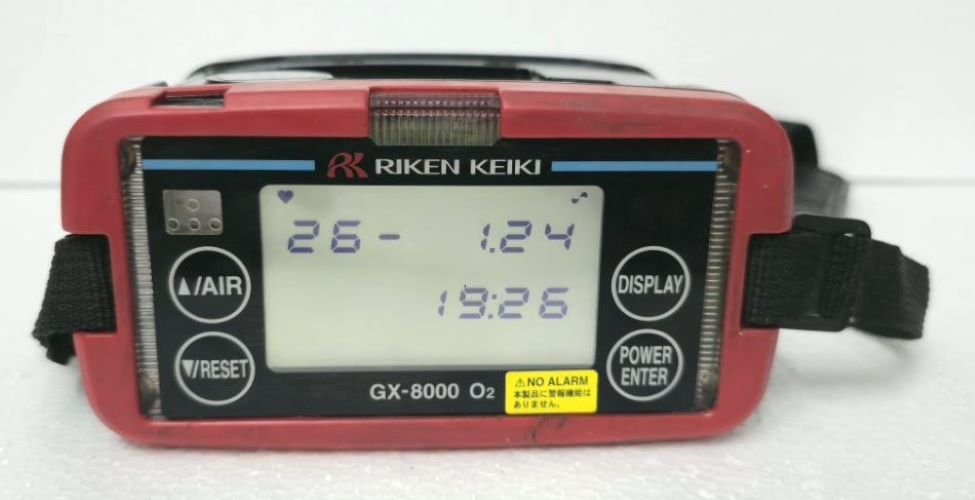 RIKEN KEIKI
26- 1.24
19:26
▲/AIR
DISPLAY
▼/RESET
POWER
ENTER
GX-8000 O2
⚠NO ALARM
本製品に警報機能は
ありません。